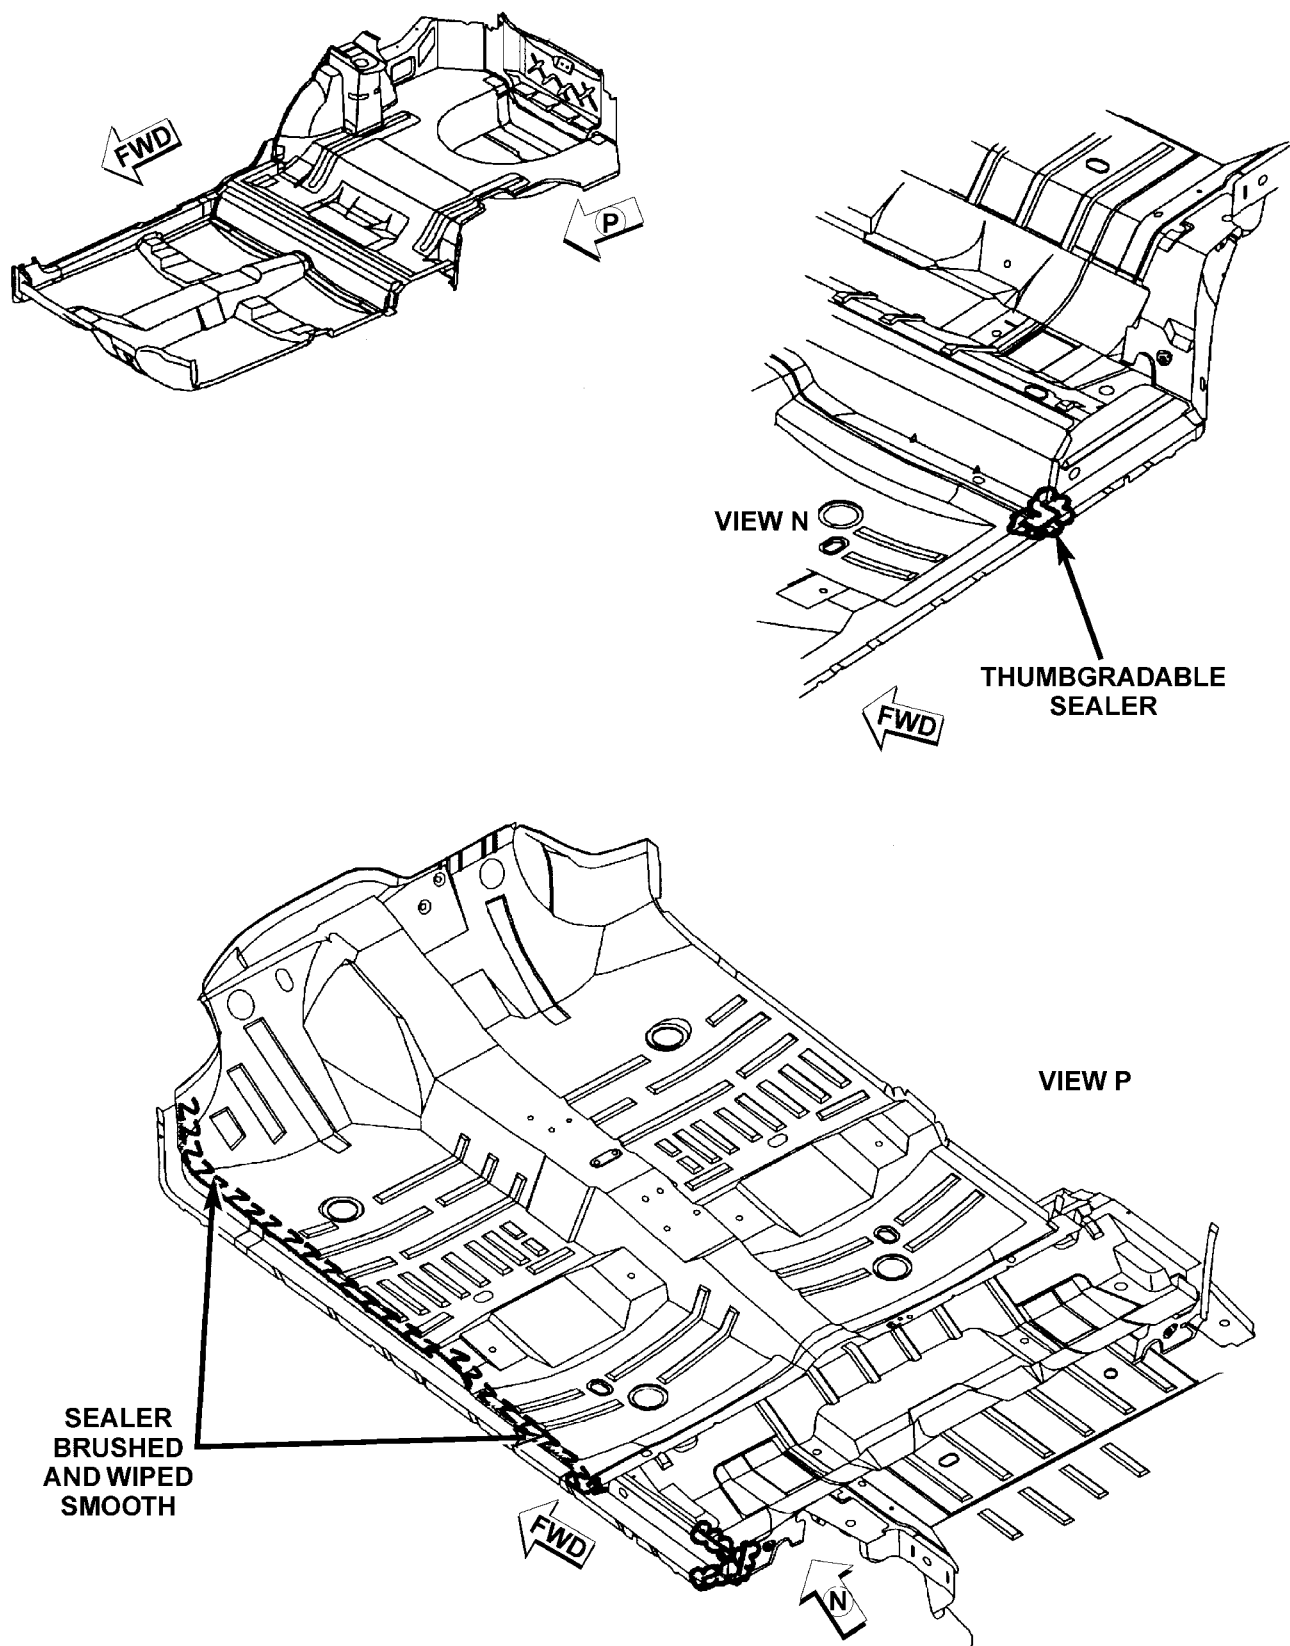 FWD
P
VIEW N
THUMBGRADABLE
SEALER
FWD
VIEW P
SEALER
BRUSHED
AND WIPED
SMOOTH
FWD
N